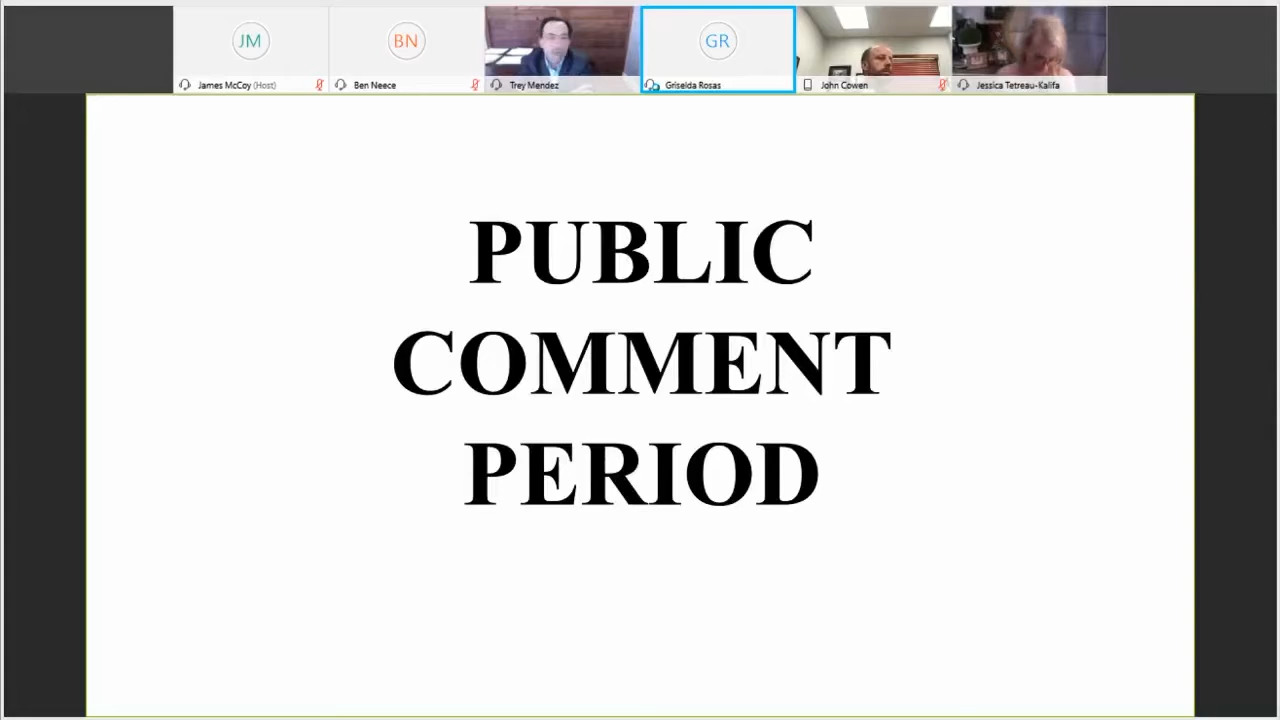 JM
BN
GR
James McCoy (Host)
Ben Neece
Trey Mendez
Griselda Rosas
John Cowen
Jessica Tetreau-Kalifa
PUBLIC
COMMENT
PERIOD